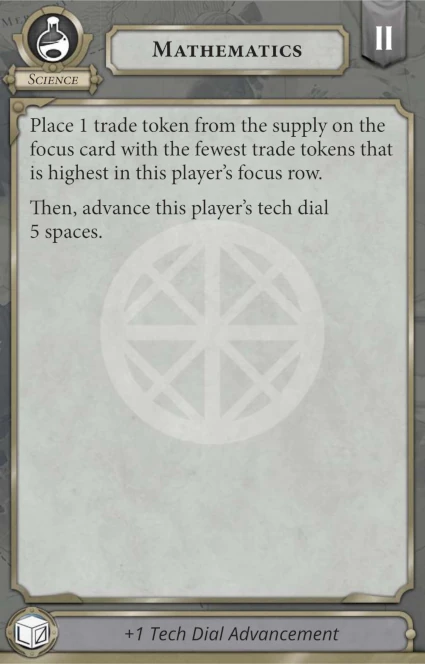 MATHEMATICS
II
SCIENCE
Place 1 trade token from the supply on the
focus card with the fewest trade tokens that
is highest in this player's focus row.
Then, advance this player's tech dial
5 spaces.
+1 Tech Dial Advancement